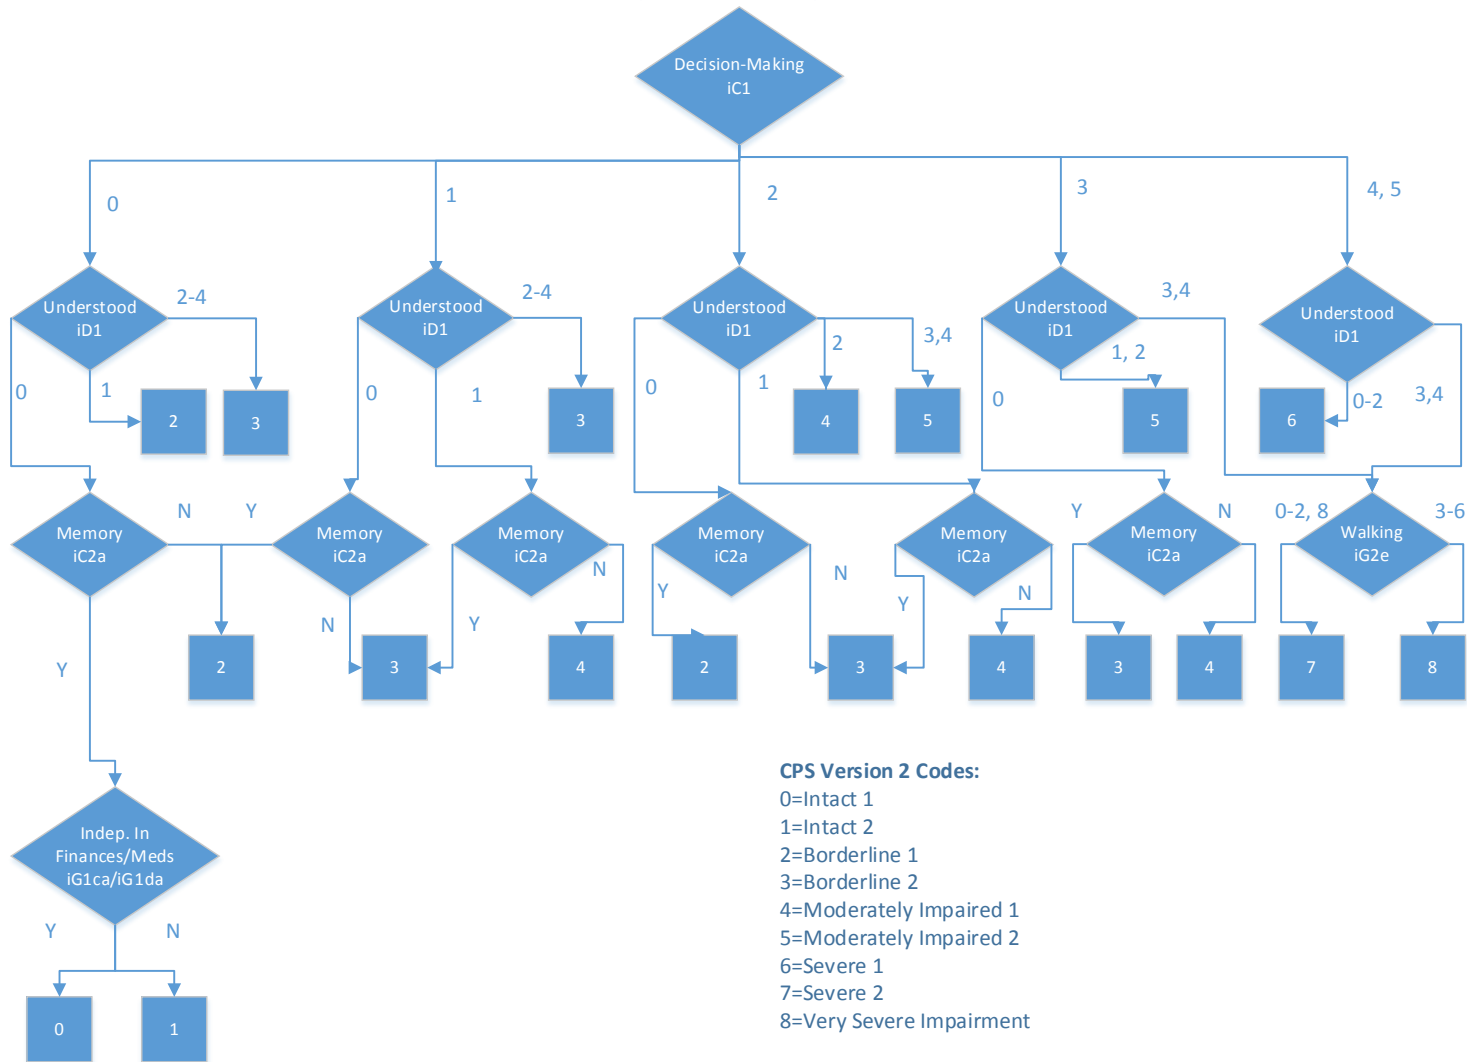 Decision-Making
iC1
0
1
2
3
4, 5
Understood
iD1
2-4
0
1
2
3
Understood
iD1
2-4
0
1
3
Understood
iD1
0
1
2
3,4
4
5
Understood
iD1
3,4
1, 2
0
5
Understood
iD1
0-2
3,4
6
Memory
iC2a
N
Y
Y
Memory
iC2a
N
2
Memory
iC2a
Y
N
3
4
Memory
iC2a
Y
N
2
3
Memory
iC2a
Y
N
4
Memory
iC2a
Y
N
3
4
Walking
iG2e
0-2, 8
3-6
7
8
Indep. In
Finances/Meds
iG1ca/iG1da
Y
N
0
1
CPS Version 2 Codes:
0=Intact 1
1=Intact 2
2=Borderline 1
3=Borderline 2
4=Moderately Impaired 1
5=Moderately Impaired 2
6=Severe 1
7=Severe 2
8=Very Severe Impairment